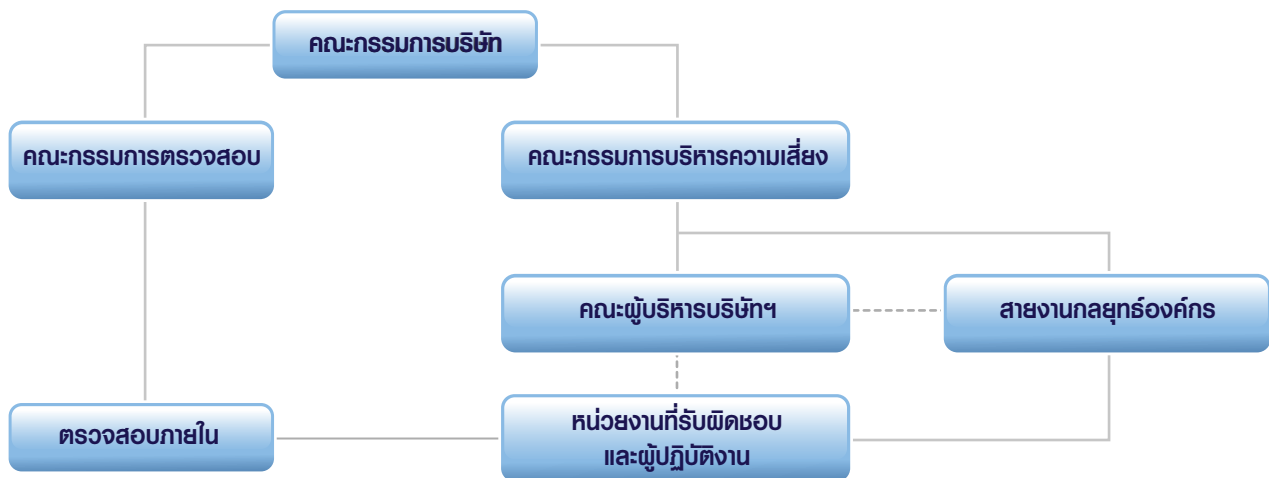 คณะกรรมการบริษัท
คณะกรรมการตรวจสอบ
คณะกรรมการบริหารความเสี่ยง
คณะผู้บริหารบริษัทฯ
สายงานกลยุทธ์องค์กร
ตรวจสอบภายใน
หน่วยงานที่รับผิดชอบ
และผู้ปฏิบัติงาน